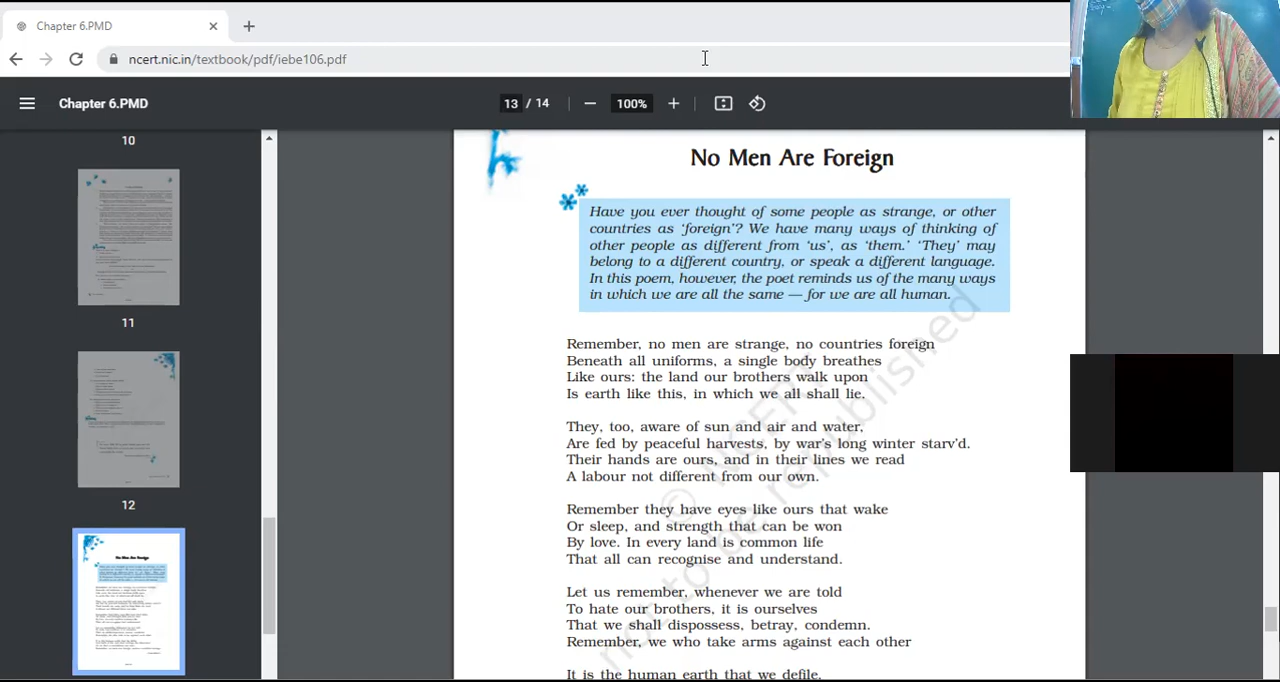 Chapter 6.PMD
ncert.nic.in/textbook/pdf/iebe106.pdf
Chapter 6.PMD
13 / 14
100%
10
11
12
No Men Are Foreign
Have you ever thought of some people as strange, or other
countries as ‘foreign’? We have many ways of thinking of
other people as different from ‘us’, as ‘them.’ ‘They’ may
belong to a different country, or speak a different language.
In this poem, however, the poet reminds us of the many ways
in which we are all the same — for we are all human.
Remember, no men are strange, no countries foreign
Beneath all uniforms, a single body breathes
Like ours: the land our brothers walk upon
Is earth like this, in which we all shall lie.
They, too, aware of sun and air and water,
Are fed by peaceful harvests, by war’s long winter starv’d.
Their hands are ours, and in their lines we read
A labour not different from our own.
Remember they have eyes like ours that wake
Or sleep, and strength that can be won
By love. In every land is common life
That all can recognise and understand.
Let us remember, whenever we are told
To hate our brothers, it is ourselves
That we shall dispossess, betray, condemn.
Remember, we who take arms against each other
It is the human earth that we defile.
© NCERT
not to be republished
No Men Are Foreign